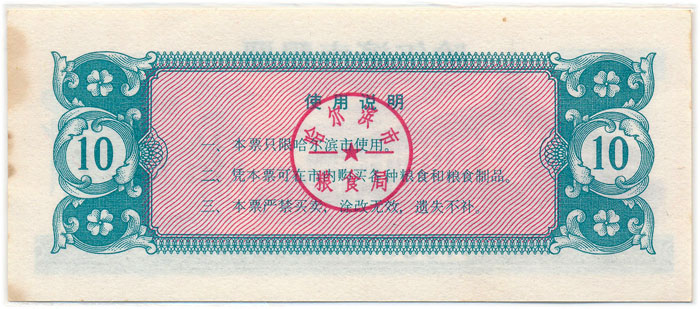 使用说明
哈尔滨市
粮食局
10
一、本票只限哈尔滨市使用。
10
二、凭本票可在市内购买各种粮食和粮食制品。
三、本票严禁买卖，涂改无效，遗失不补。